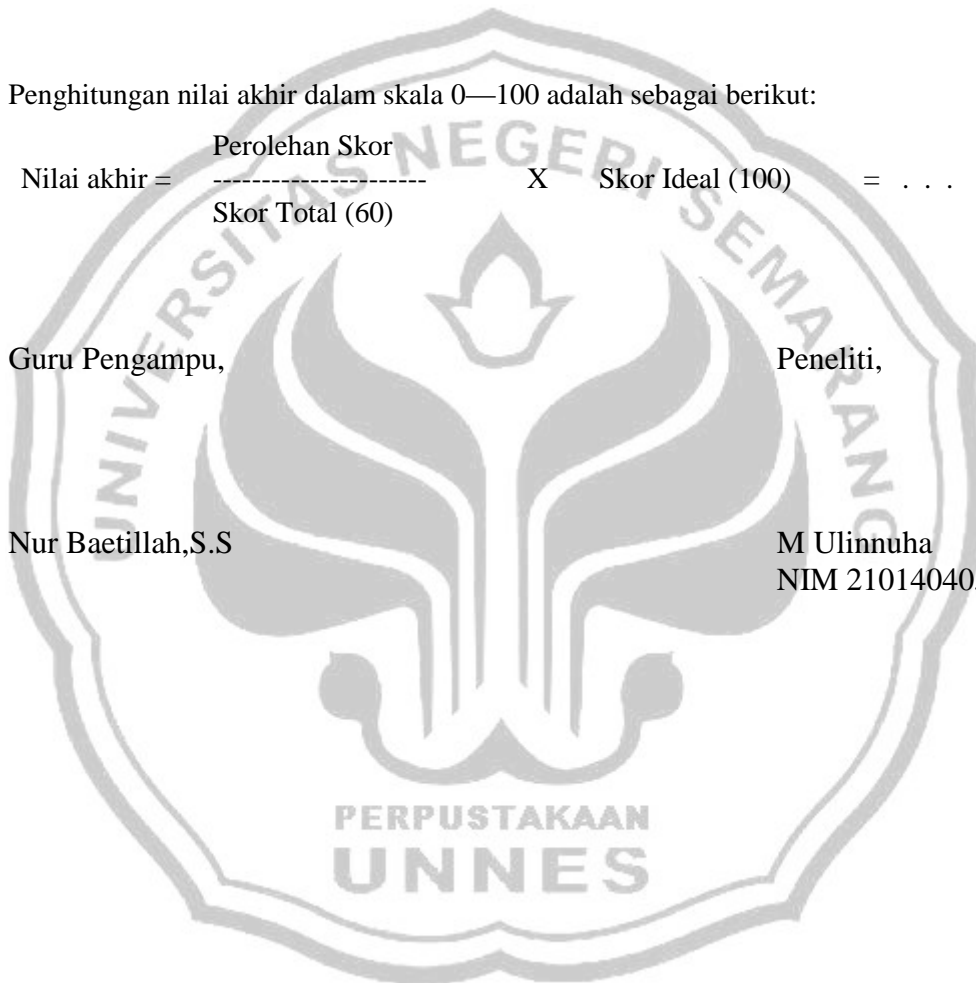 Penghitungan nilai akhir dalam skala 0—100 adalah sebagai berikut:
Perolehan Skor
Nilai akhir = ---------------------- X Skor Ideal (100) = . . .
Skor Total (60)
UNIVERSITAS NEGERI SEMARANG
Guru Pengampu, Peneliti,
Nur Baetillah,S.S M Ulinnuha
NIM 21014040
PERPUSTAKAAN
UNNES